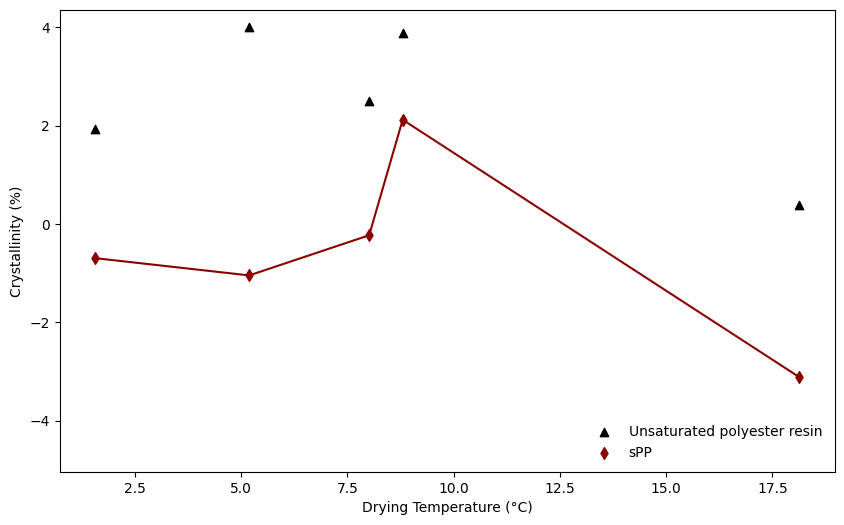 4
2
0
−2
−4
Crystallinity (%)
Unsaturated polyester resin
sPP
2.5 5.0 7.5 10.0 12.5 15.0 17.5
Drying Temperature (°C)